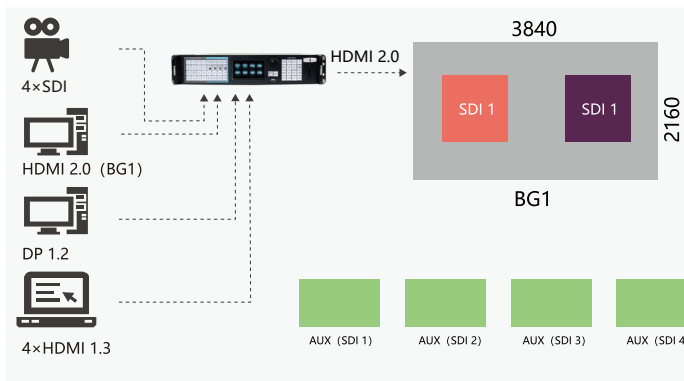 4×SDI
HDMI 2.0（BG1）
DP 1.2
4×HDMI 1.3
HDMI 2.0
3840
SDI 1
SDI 1
2160
BG1
AUX（SDI 1）
AUX（SDI 2）
AUX（SDI 3）
AUX（SDI 4